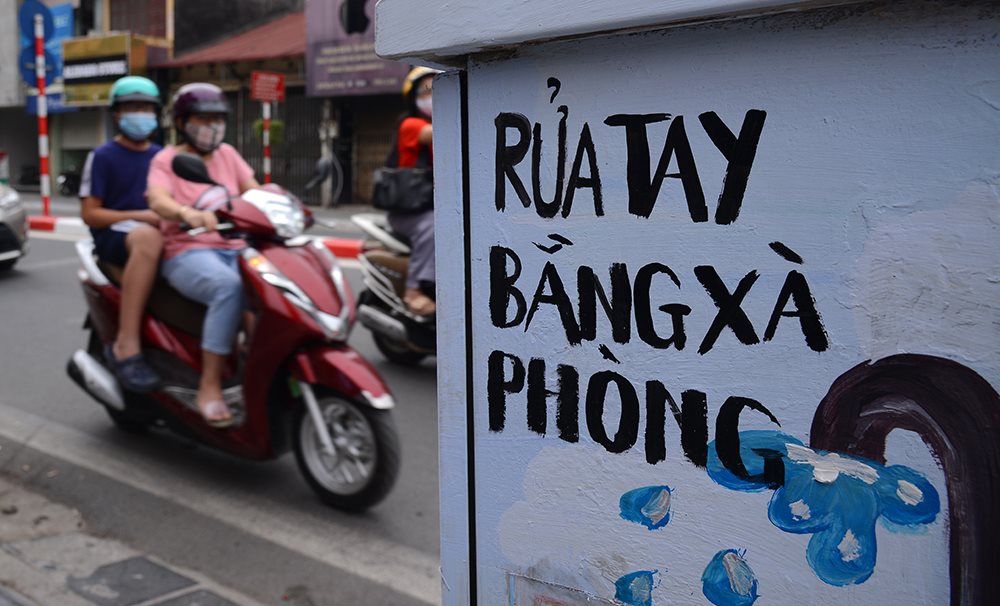 RỬA TAY
BẰNG XÀ
PHÒNG